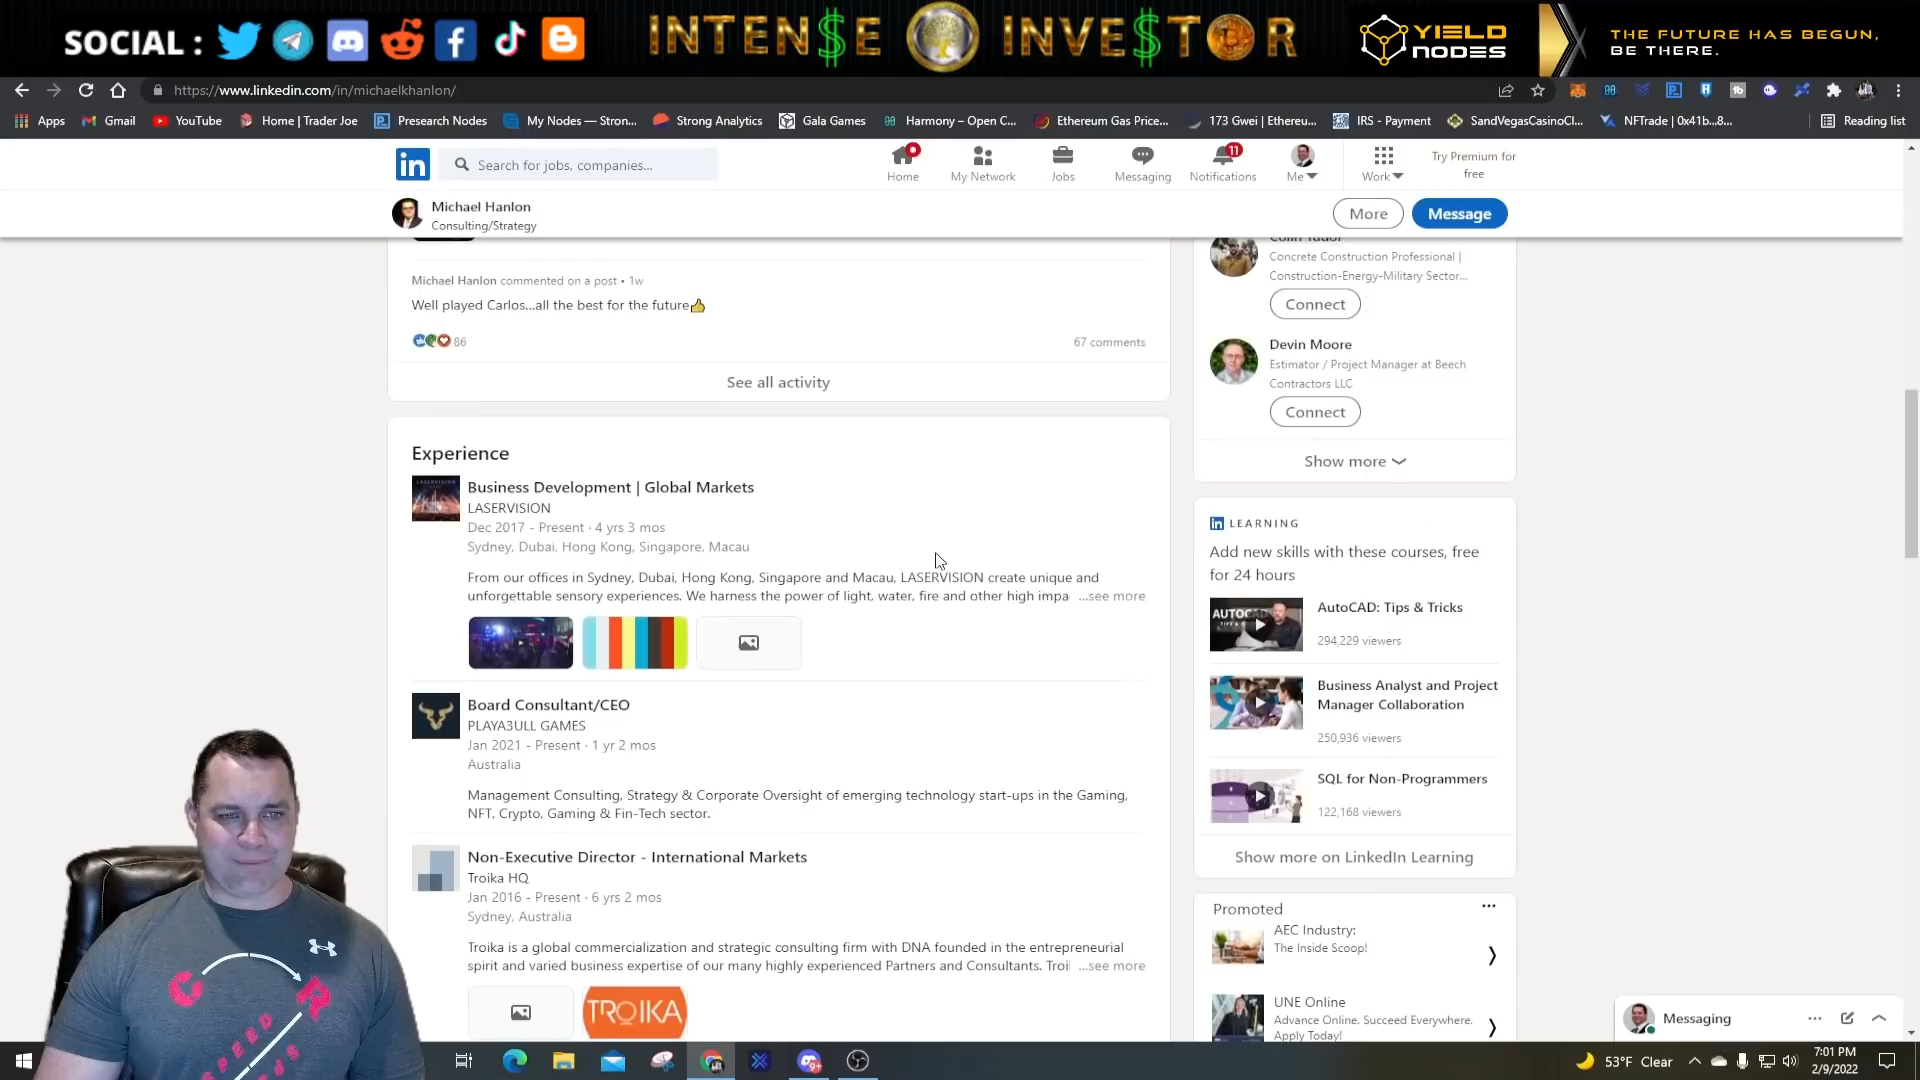 SOCIAL :
INTEN$E INVE$TOR
YIELD NODES
THE FUTURE HAS BEGUN,
BE THERE.
https://www.linkedin.com/in/michaelkhanlon/
Apps Gmail YouTube Home | Trader Joe Presearch Nodes My Nodes — Stron... Strong Analytics Gala Games Harmony – Open C... Ethereum Gas Price... 173 Gwei | Ethereu... IRS - Payment SandVegasCasinoCl... NFTrade | 0x41b...8... Reading list
in Search for jobs, companies...
Home My Network Jobs Messaging 11 Notifications Me Work
Try Premium for
free
Michael Hanlon
Consulting/Strategy
More Message
Michael Hanlon commented on a post • 1w
Well played Carlos...all the best for the future👍
86 67 comments
See all activity
Experience
Business Development | Global Markets
LASERVISION
Dec 2017 - Present · 4 yrs 3 mos
Sydney, Dubai, Hong Kong, Singapore, Macau
From our offices in Sydney, Dubai, Hong Kong, Singapore and Macau, LASERVISION create unique and
unforgettable sensory experiences. We harness the power of light, water, fire and other high impa ...see more
Board Consultant/CEO
PLAYA3ULL GAMES
Jan 2021 - Present · 1 yr 2 mos
Australia
Management Consulting, Strategy & Corporate Oversight of emerging technology start-ups in the Gaming,
NFT, Crypto, Gaming & Fin-Tech sector.
Non-Executive Director - International Markets
Troika HQ
Jan 2016 - Present · 6 yrs 2 mos
Sydney, Australia
Troika is a global commercialization and strategic consulting firm with DNA founded in the entrepreneurial
spirit and varied business expertise of our many highly experienced Partners and Consultants. Troi ...see more
TROIKA
Colin Tudor
Concrete Construction Professional |
Construction-Energy-Military Sector...
Connect
Devin Moore
Estimator / Project Manager at Beech
Contractors LLC
Connect
Show more
in LEARNING
Add new skills with these courses, free
for 24 hours
AutoCAD: Tips & Tricks
294,229 viewers
Business Analyst and Project
Manager Collaboration
250,936 viewers
SQL for Non-Programmers
122,168 viewers
Show more on LinkedIn Learning
Promoted
AEC Industry:
The Inside Scoop!
UNE Online
Advance Online. Succeed Everywhere.
Apply Today!
Messaging
53°F Clear
7:01 PM
2/9/2022